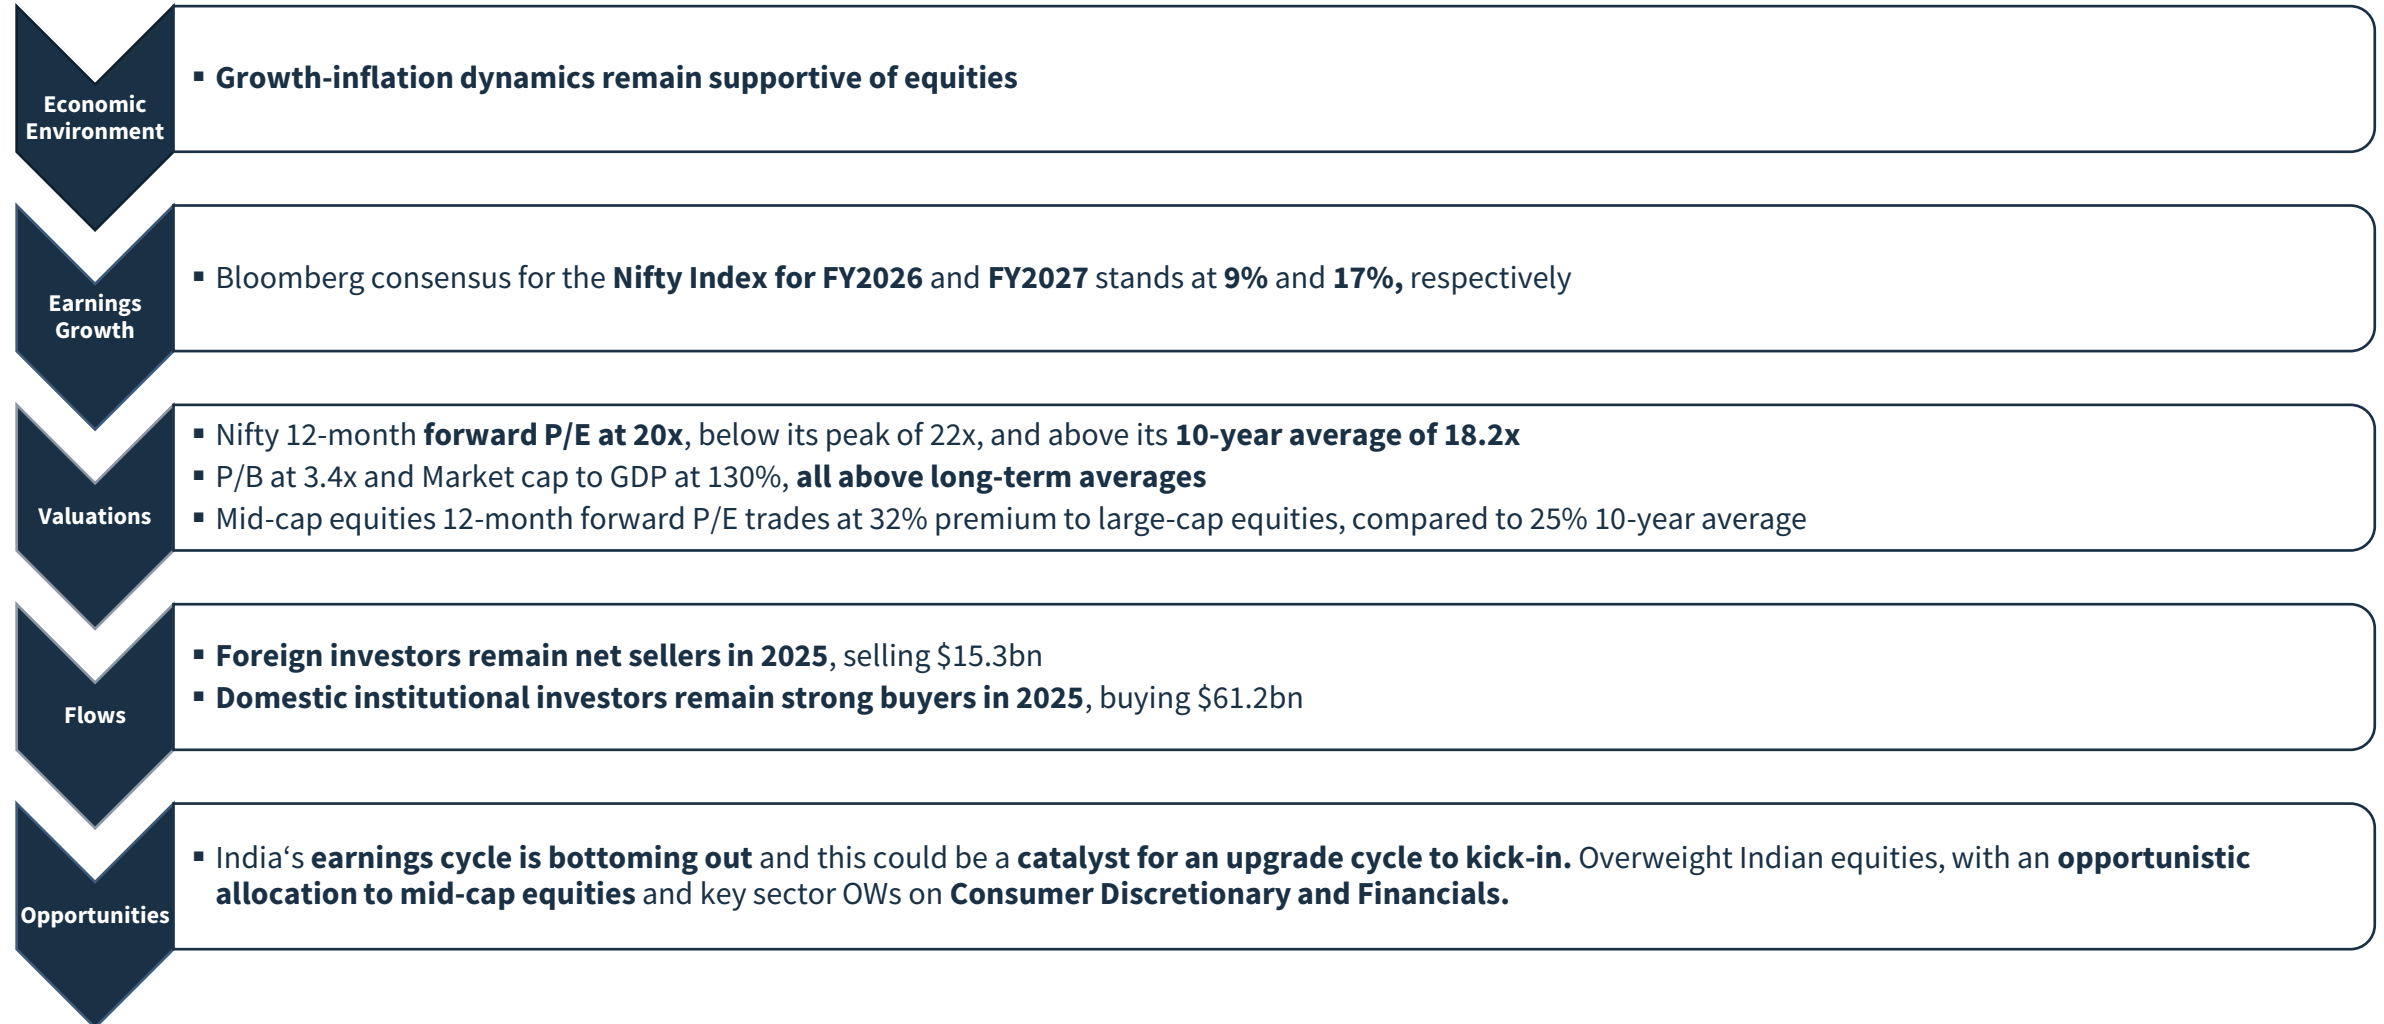 Economic
Environment
▪ Growth-inflation dynamics remain supportive of equities
Earnings
Growth
▪ Bloomberg consensus for the Nifty Index for FY2026 and FY2027 stands at 9% and 17%, respectively
Valuations
▪ Nifty 12-month forward P/E at 20x, below its peak of 22x, and above its 10-year average of 18.2x
▪ P/B at 3.4x and Market cap to GDP at 130%, all above long-term averages
▪ Mid-cap equities 12-month forward P/E trades at 32% premium to large-cap equities, compared to 25% 10-year average
Flows
▪ Foreign investors remain net sellers in 2025, selling $15.3bn
▪ Domestic institutional investors remain strong buyers in 2025, buying $61.2bn
Opportunities
▪ India‘s earnings cycle is bottoming out and this could be a catalyst for an upgrade cycle to kick-in. Overweight Indian equities, with an opportunistic
allocation to mid-cap equities and key sector OWs on Consumer Discretionary and Financials.